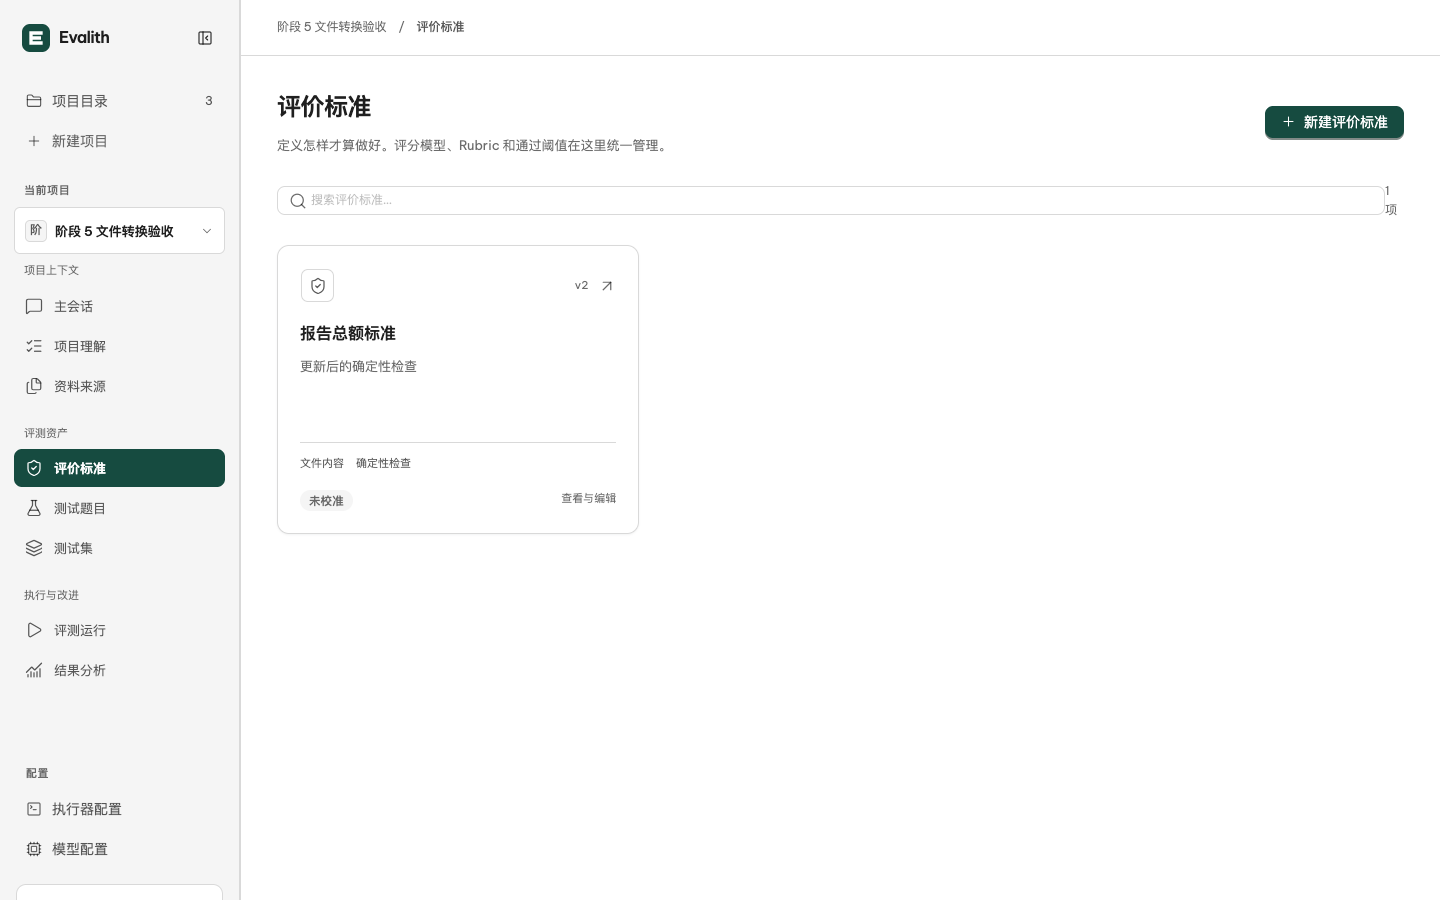 Evalith
项目目录 3
新建项目
当前项目
阶 阶段 5 文件转换验收
项目上下文
主会话
项目理解
资料来源
评测资产
评价标准
测试题目
测试集
执行与改进
评测运行
结果分析
配置
执行器配置
模型配置
阶段 5 文件转换验收 / 评价标准
评价标准
定义怎样才算做好。评分模型、Rubric 和通过阈值在这里统一管理。
新建评价标准
搜索评价标准...
1
项
v2
报告总额标准
更新后的确定性检查
文件内容 确定性检查
未校准 查看与编辑